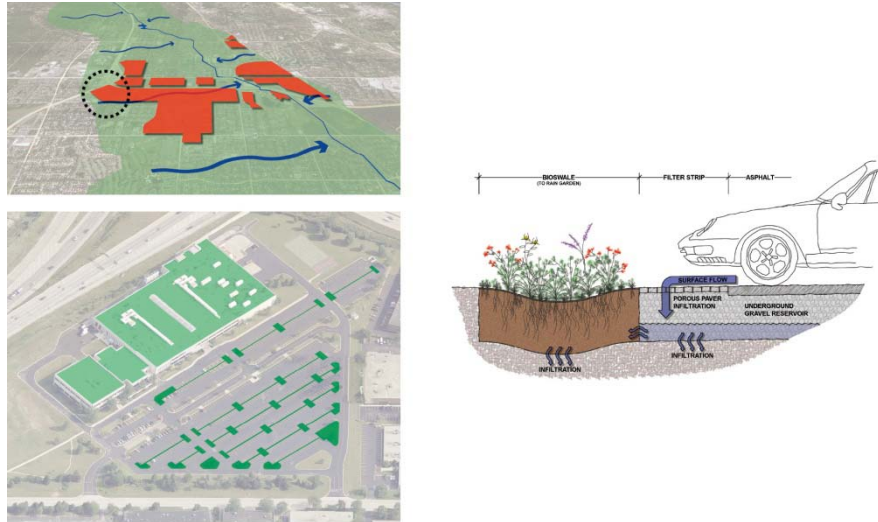 BIOSWALE
(TO RAIN GARDEN)
FILTER STRIP
ASPHALT
SURFACE FLOW
POROUS PAVER
INFILTRATION
UNDERGROUND
GRAVEL RESERVOIR
INFILTRATION
INFILTRATION